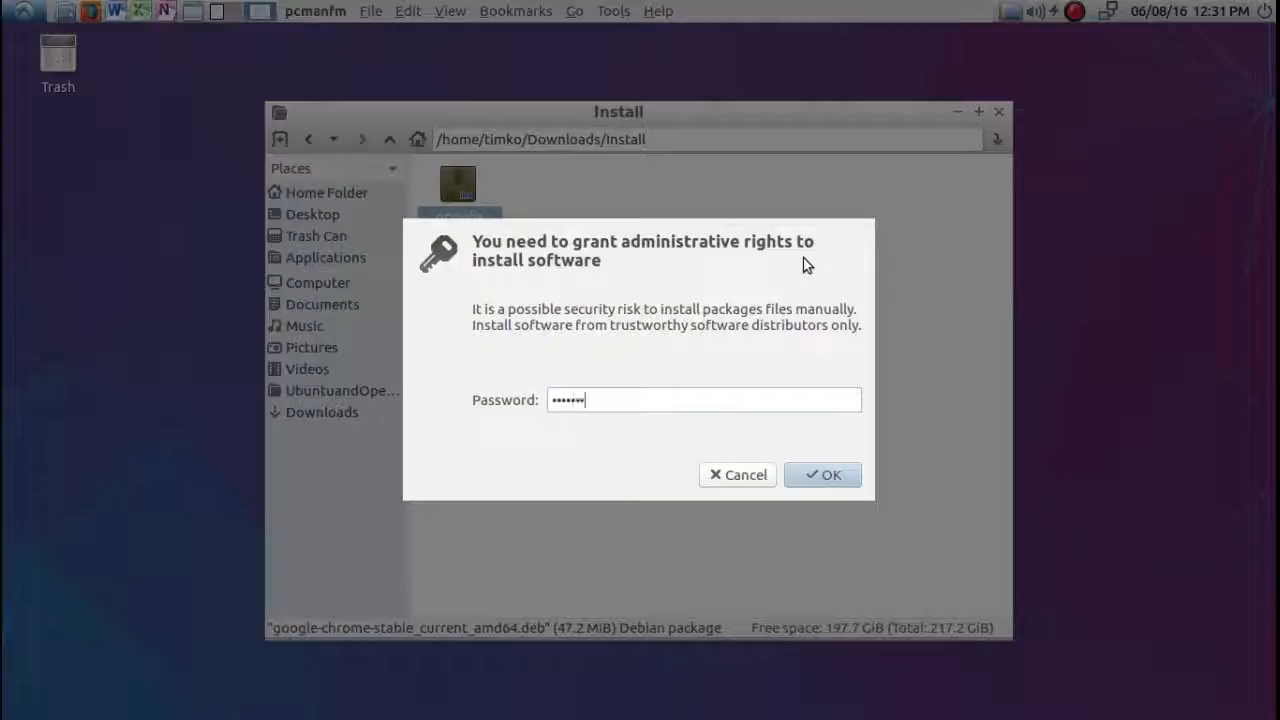 pcmanfm File Edit View Bookmarks Go Tools Help 06/08/16 12:31 PM
Trash
Install
/home/timko/Downloads/Install
Places
Home Folder
Desktop
Trash Can
Applications
Computer
Documents
Music
Pictures
Videos
UbuntuandOpe...
Downloads
You need to grant administrative rights to
install software
It is a possible security risk to install packages files manually.
Install software from trustworthy software distributors only.
Password:
Cancel OK
"google-chrome-stable_current_amd64.deb" (47.2 MiB) Debian package Free space: 197.7 GiB (Total: 217.2 GiB)